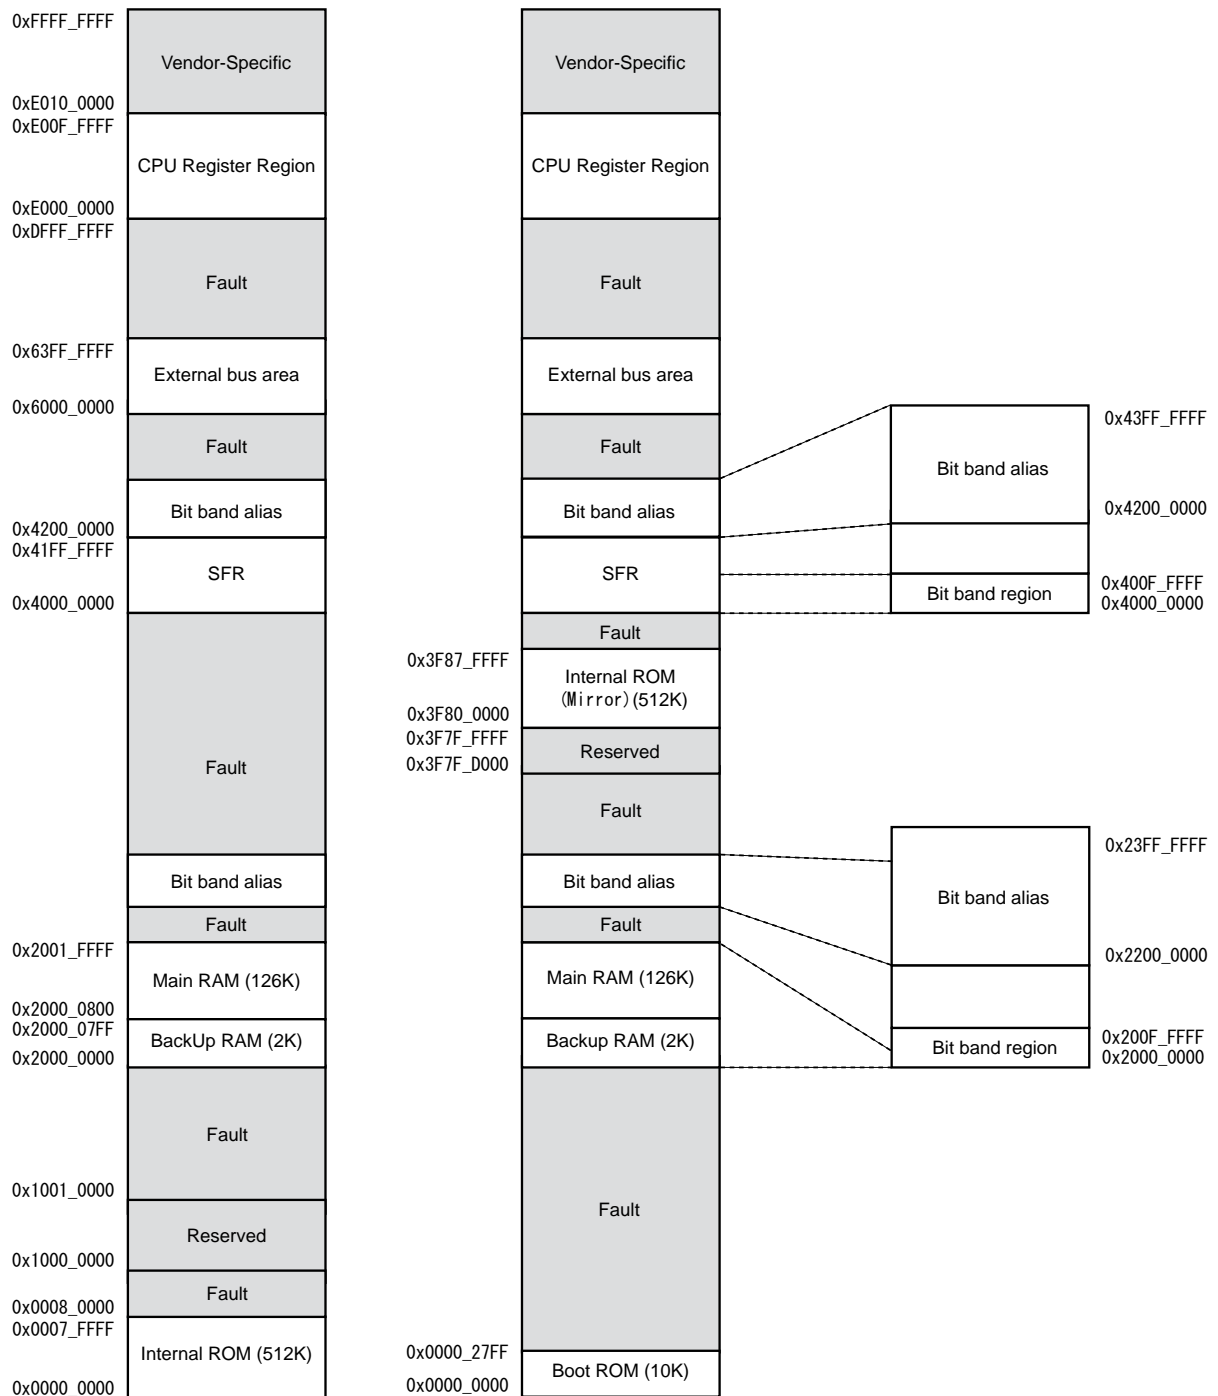 0xFFFF_FFFF
Vendor-Specific
0xE010_0000
0xE00F_FFFF
CPU Register Region
0xE000_0000
0xDFFF_FFFF
Fault
0x63FF_FFFF
External bus area
0x6000_0000
Fault
Bit band alias
0x4200_0000
0x41FF_FFFF
SFR
0x4000_0000
Fault
Bit band alias
Fault
0x2001_FFFF
Main RAM (126K)
0x2000_0800
0x2000_07FF
BackUp RAM (2K)
0x2000_0000
Fault
0x1001_0000
Reserved
0x1000_0000
Fault
0x0008_0000
0x0007_FFFF
Internal ROM (512K)
0x0000_0000
Vendor-Specific
CPU Register Region
Fault
External bus area
Fault
Bit band alias
SFR
Fault
0x3F87_FFFF
Internal ROM
(Mirror)(512K)
0x3F80_0000
0x3F7F_FFFF
Reserved
0x3F7F_D000
Fault
Bit band alias
Fault
Main RAM (126K)
Backup RAM (2K)
Fault
0x0000_27FF
Boot ROM (10K)
0x0000_0000
0x43FF_FFFF
Bit band alias
0x4200_0000
0x400F_FFFF
Bit band region
0x4000_0000
0x23FF_FFFF
Bit band alias
0x2200_0000
0x200F_FFFF
Bit band region
0x2000_0000